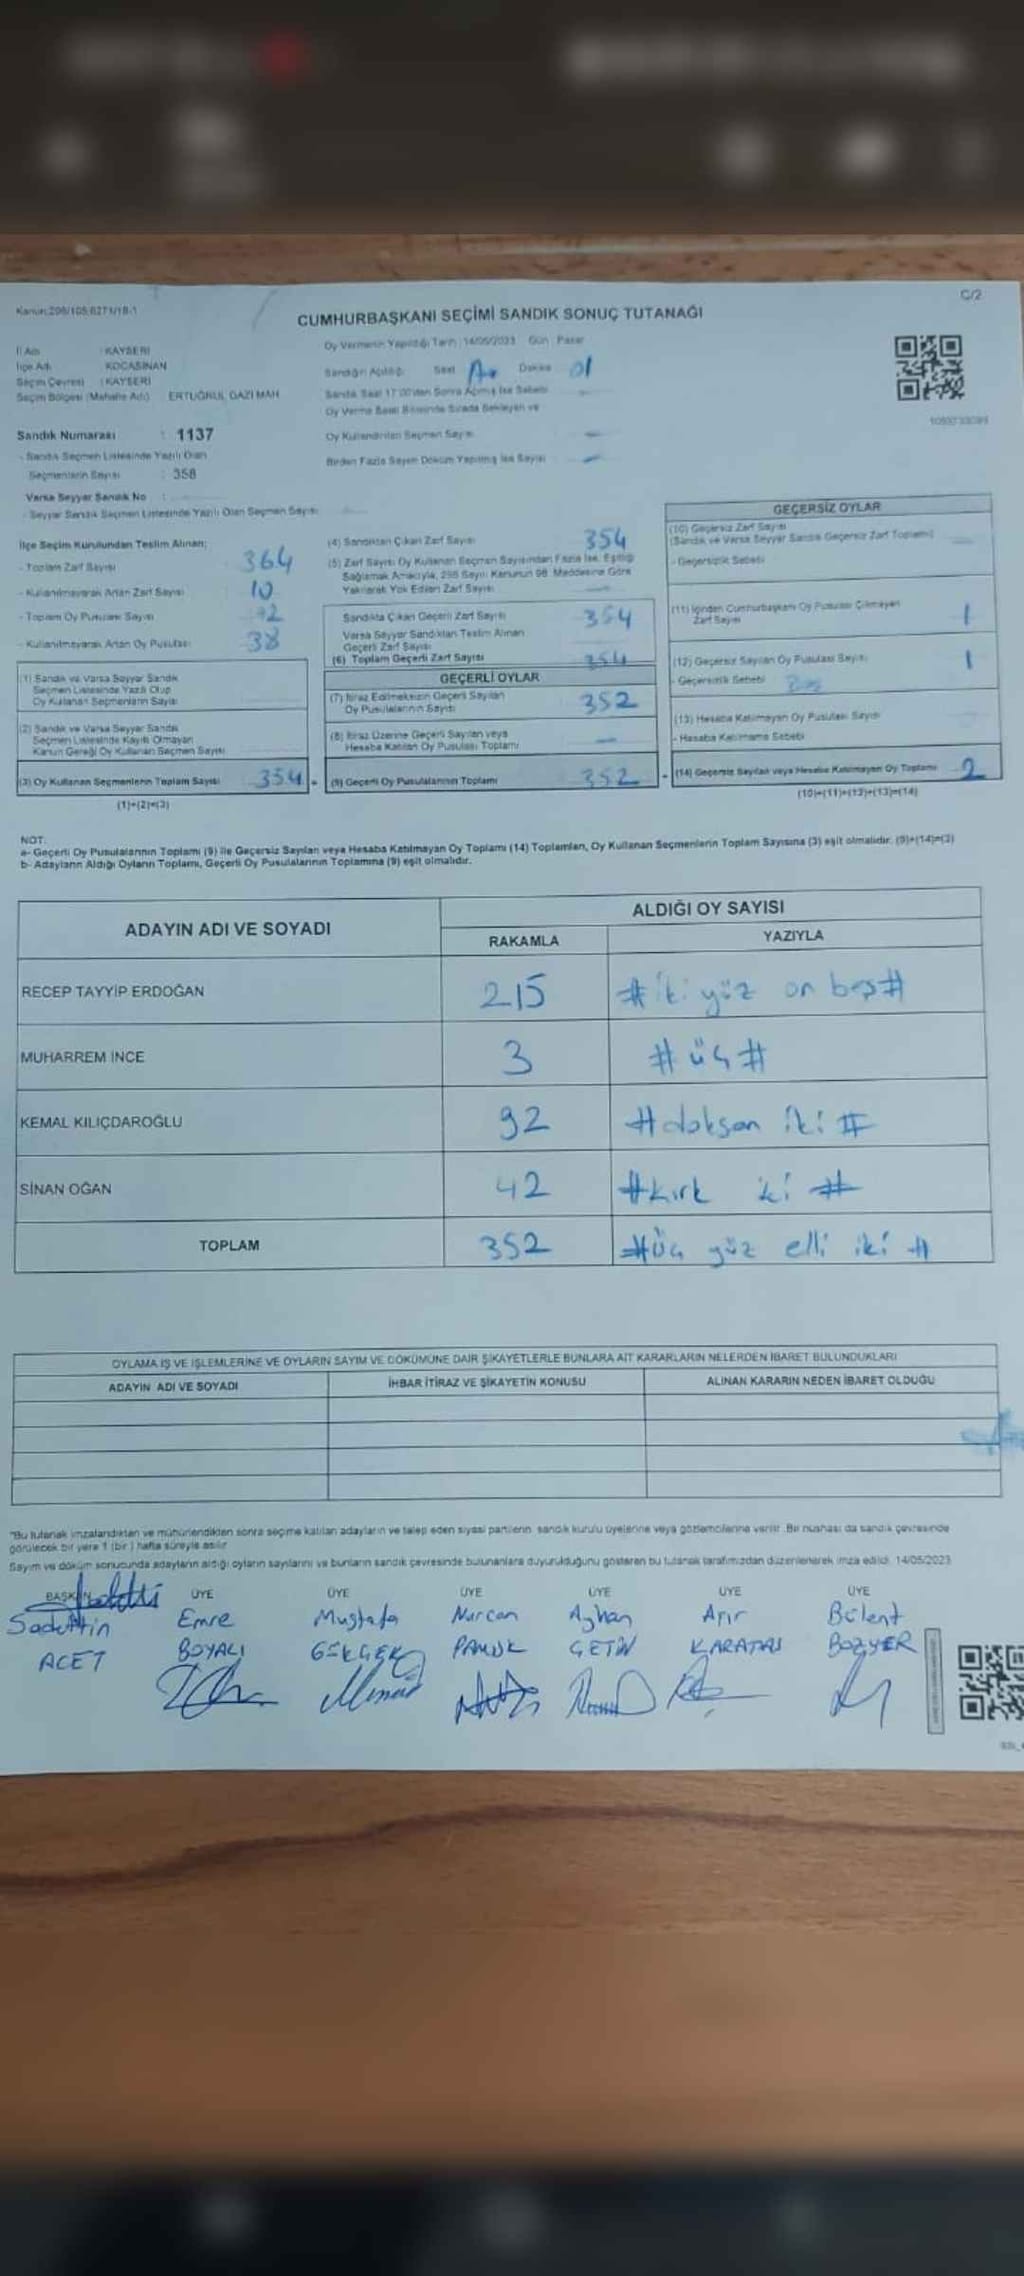 Kanun:298/105;6271/18-1
C/2
CUMHURBAŞKANI SEÇİMİ SANDIK SONUÇ TUTANAĞI
İl Adı : KAYSERİ
İlçe Adı : KOCASİNAN
Seçim Çevresi : KAYSERİ
Seçim Bölgesi (Mahalle Adı) ERTUĞRUL GAZİ MAH
Oy Vermenin Yapıldığı Tarih : 14/05/2023 Gün : Pazar
Sandığın Açılış Saat Dakika 01
Sanda Saat 17:00'den Sonra Açılmış İse Sebebi
Oy Verme Saati Bitiminde Sırada Bekleyen ve
Oy Kullandırılan Seçmen Sayısı
Birden Fazla Sayım Döküm Yapılmış İse Sayısı
Sandık Numarası : 1137
- Sandık Seçmen Listesinde Yazılı Olan
Seçmenlerin Sayısı : 358
Varsa Seyyar Sandık No :
- Seyyar Sandık Seçmen Listesinde Yazılı Olan Seçmen Sayısı
İlçe Seçim Kurulundan Teslim Alınan;
- Toplam Zarf Sayısı 364
- Kullanılmayarak Artan Zarf Sayısı 10
- Toplam Oy Pusulası Sayısı
- Kullanılmayarak Artan Oy Pusulası 38
(1) Sandık ve Varsa Seyyar Sandık
Seçmen Listesinde Yazılı Olup
Oy Kullanan Seçmenlerin Sayısı
(2) Sandık ve Varsa Seyyar Sandık
Seçmen Listesinde Kayıtlı Olmayan
Kanun Gereği Oy Kullanan Seçmen Sayısı
(3) Oy Kullanan Seçmenlerin Toplam Sayısı 354
(1)+(2)=(3)
(4) Sandıktan Çıkan Zarf Sayısı 354
(5) Zarf Sayısı Oy Kullanan Seçmen Sayısından Fazla İse, Eşitliği
Sağlamak Amacıyla, 298 Sayılı Kanunun 98. Maddesine Göre
Yakılarak Yok Edilen Zarf Sayısı
Sandıkta Çıkan Geçerli Zarf Sayısı 354
Varsa Seyyar Sandıktan Teslim Alınan
Geçerli Zarf Sayısı
(6) Toplam Geçerli Zarf Sayısı 354
GEÇERLİ OYLAR
(7) İtiraz Edilmeksizin Geçerli Sayılan
Oy Pusulalarının Sayısı 352
(8) İtiraz Üzerine Geçerli Sayılan veya
Hesaba Katılan Oy Pusulası Toplamı
(9) Geçerli Oy Pusulalarının Toplamı 352
GEÇERSİZ OYLAR
(10) Geçersiz Zarf Sayısı
(Sandık ve Varsa Seyyar Sandık Geçersiz Zarf Toplamı)
- Geçersizlik Sebebi
(11) İçinden Cumhurbaşkanı Oy Pusulası Çıkmayan
Zarf Sayısı 1
(12) Geçersiz Sayılan Oy Pusulası Sayısı 1
- Geçersizlik Sebebi
(13) Hesaba Katılmayan Oy Pusulası Sayısı
- Hesaba Katılmama Sebebi
(14) Geçersiz Sayılan veya Hesaba Katılmayan Oy Toplamı 2
(10)+(11)+(12)+(13)=(14)
NOT:
a- Geçerli Oy Pusulalarının Toplamı (9) ile Geçersiz Sayılan veya Hesaba Katılmayan Oy Toplamı (14) Toplamları, Oy Kullanan Seçmenlerin Toplam Sayısına (3) eşit olmalıdır. (9)+(14)=(3)
b- Adayların Aldığı Oyların Toplamı, Geçerli Oy Pusulalarının Toplamına (9) eşit olmalıdır.
ADAYIN ADI VE SOYADI
ALDIĞI OY SAYISI
RAKAMLA YAZIYLA
RECEP TAYYİP ERDOĞAN 215 #iki yüz on beş#
MUHARREM İNCE 3 #üç#
KEMAL KILIÇDAROĞLU 92 #doksan iki#
SİNAN OĞAN 42 #kırk iki#
TOPLAM 352 #üç yüz elli iki#
OYLAMA İŞ VE İŞLEMLERİNE VE OYLARIN SAYIM VE DÖKÜMÜNE DAİR ŞİKAYETLERLE BUNLARA AİT KARARLARIN NELERDEN İBARET BULUNDUKLARI
ADAYIN ADI VE SOYADI İHBAR İTİRAZ VE ŞİKAYETİN KONUSU ALINAN KARARIN NEDEN İBARET OLDUĞU
*Bu tutanak imzalandıktan ve mühürlendikten sonra seçime katılan adayların ve talep eden siyasi partilerin, sandık kurulu üyelerine veya gözlemcilerine verilir. Bir nüshası da sandık çevresinde
görülecek bir yere 1 (bir) hafta süreyle asılır
Sayım ve döküm sonucunda adayların aldığı oyların sayılarını ve bunların sandık çevresinde bulunanlara duyurulduğunu gösteren bu tutanak tarafımızdan düzenlenerek imza edildi. 14/05/2023
BAŞKAN ÜYE ÜYE ÜYE ÜYE ÜYE ÜYE
Sadettin Emre Mustafa Nurcan Ayhan Bülent
ACET BOYALI GÖKÇEK PAMUK ÇETİN KARATAŞ BOZYER